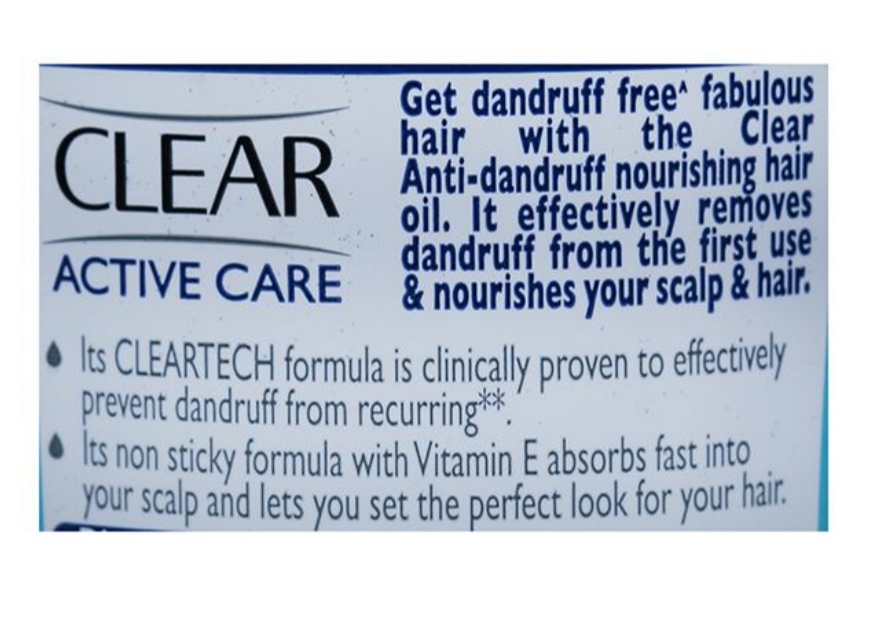 CLEAR
ACTIVE CARE
Get dandruff free^ fabulous
hair with the Clear
Anti-dandruff nourishing hair
oil. It effectively removes
dandruff from the first use
& nourishes your scalp & hair.
Its CLEARTECH formula is clinically proven to effectively
prevent dandruff from recurring**.
Its non sticky formula with Vitamin E absorbs fast into
your scalp and lets you set the perfect look for your hair.